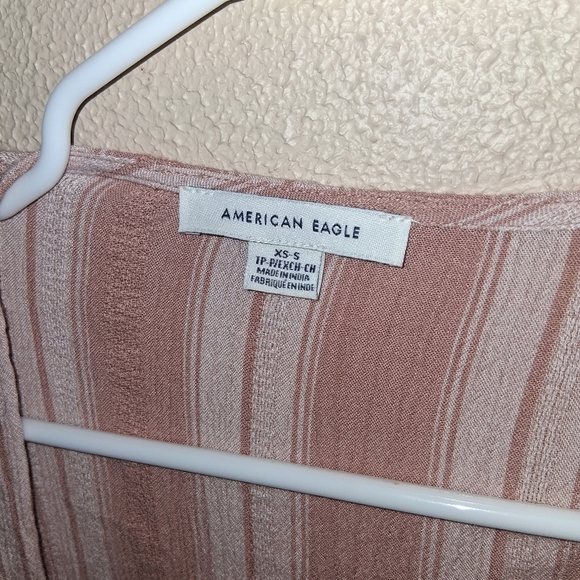 AMERICAN EAGLE
XS-S
TP-P/EXCH-CH
MADE IN INDIA
FABRIQUÉ EN INDE